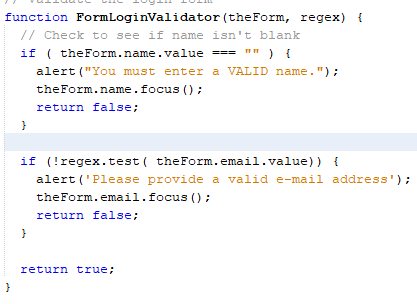 // Validate the login form
function FormLoginValidator(theForm, regex) {
  // Check to see if name isn't blank
  if ( theForm.name.value === "" ) {
    alert("You must enter a VALID name.");
    theForm.name.focus();
    return false;
  }
  if (!regex.test( theForm.email.value)) {
    alert('Please provide a valid e-mail address');
    theForm.email.focus();
    return false;
  }
  return true;
}